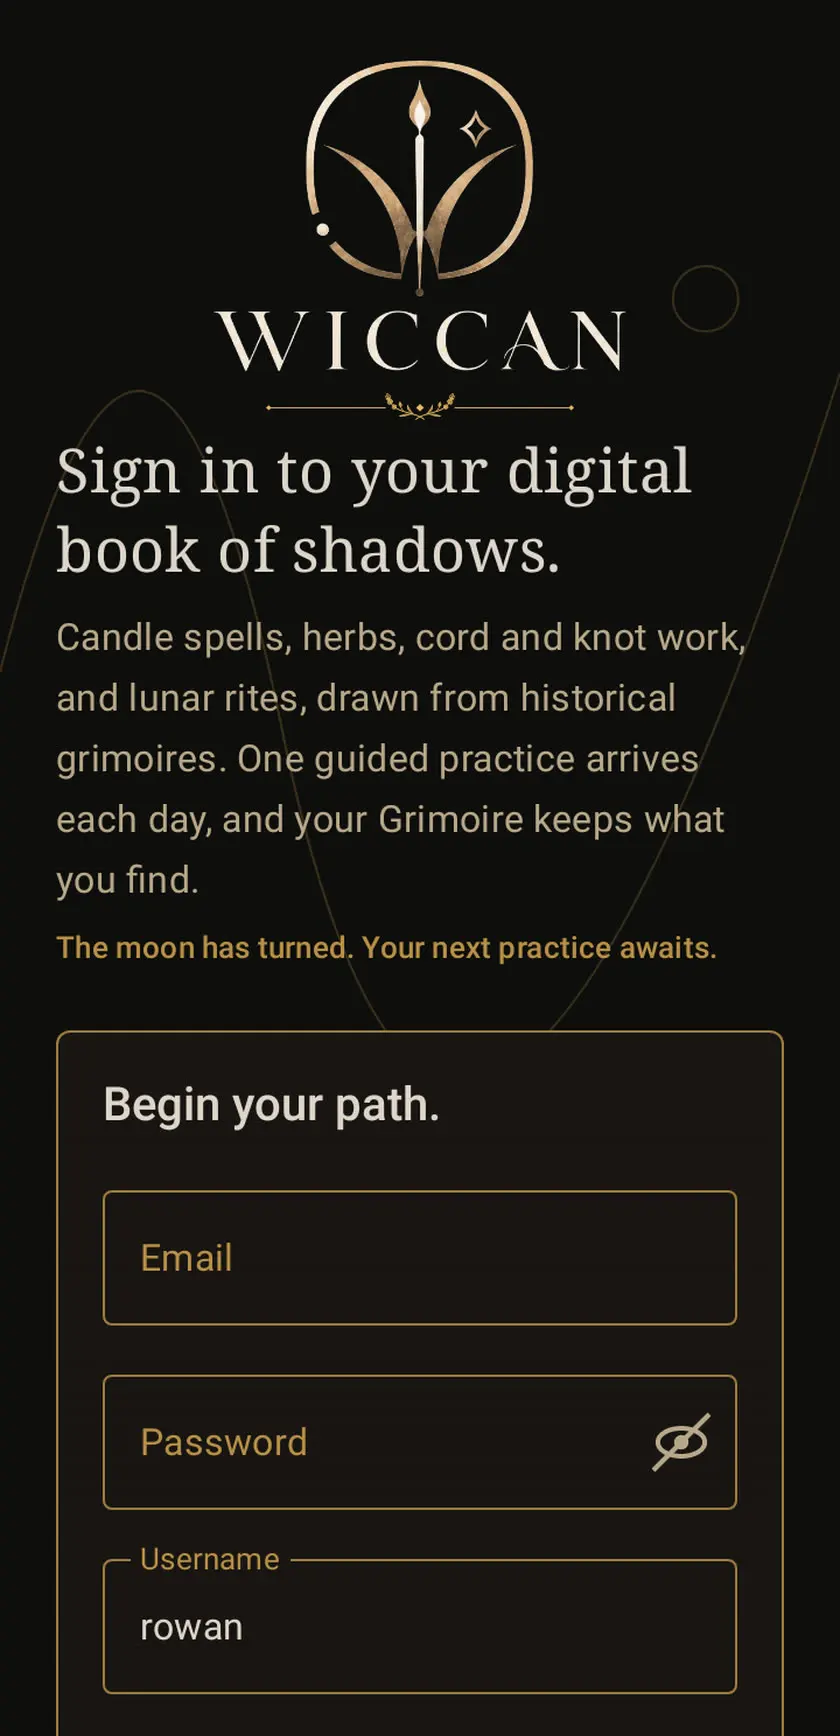 WICCAN
Sign in to your digital
book of shadows.
Candle spells, herbs, cord and knot work,
and lunar rites, drawn from historical
grimoires. One guided practice arrives
each day, and your Grimoire keeps what
you find.
The moon has turned. Your next practice awaits.
Begin your path.
Email
Password
Username
rowan